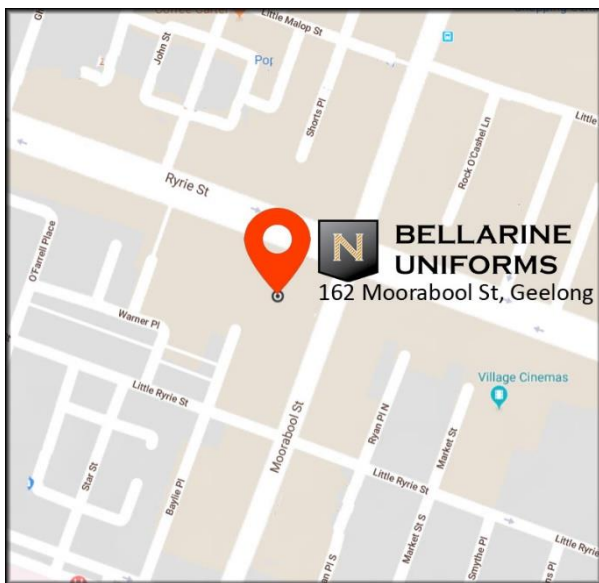 Little Malop St
John St
Shorts Pl
Little
Rock O'Cashel Ln
Ryrie St
O'Farrell Place
N
BELLARINE
UNIFORMS
162 Moorabool St, Geelong
Warner Pl
Village Cinemas
Little Ryrie St
Moorabool St
Ryan Pl N
Market St
Star St
Baylie Pl
Little Ryrie St
Little Ryrie
Market St S
Smythe Pl